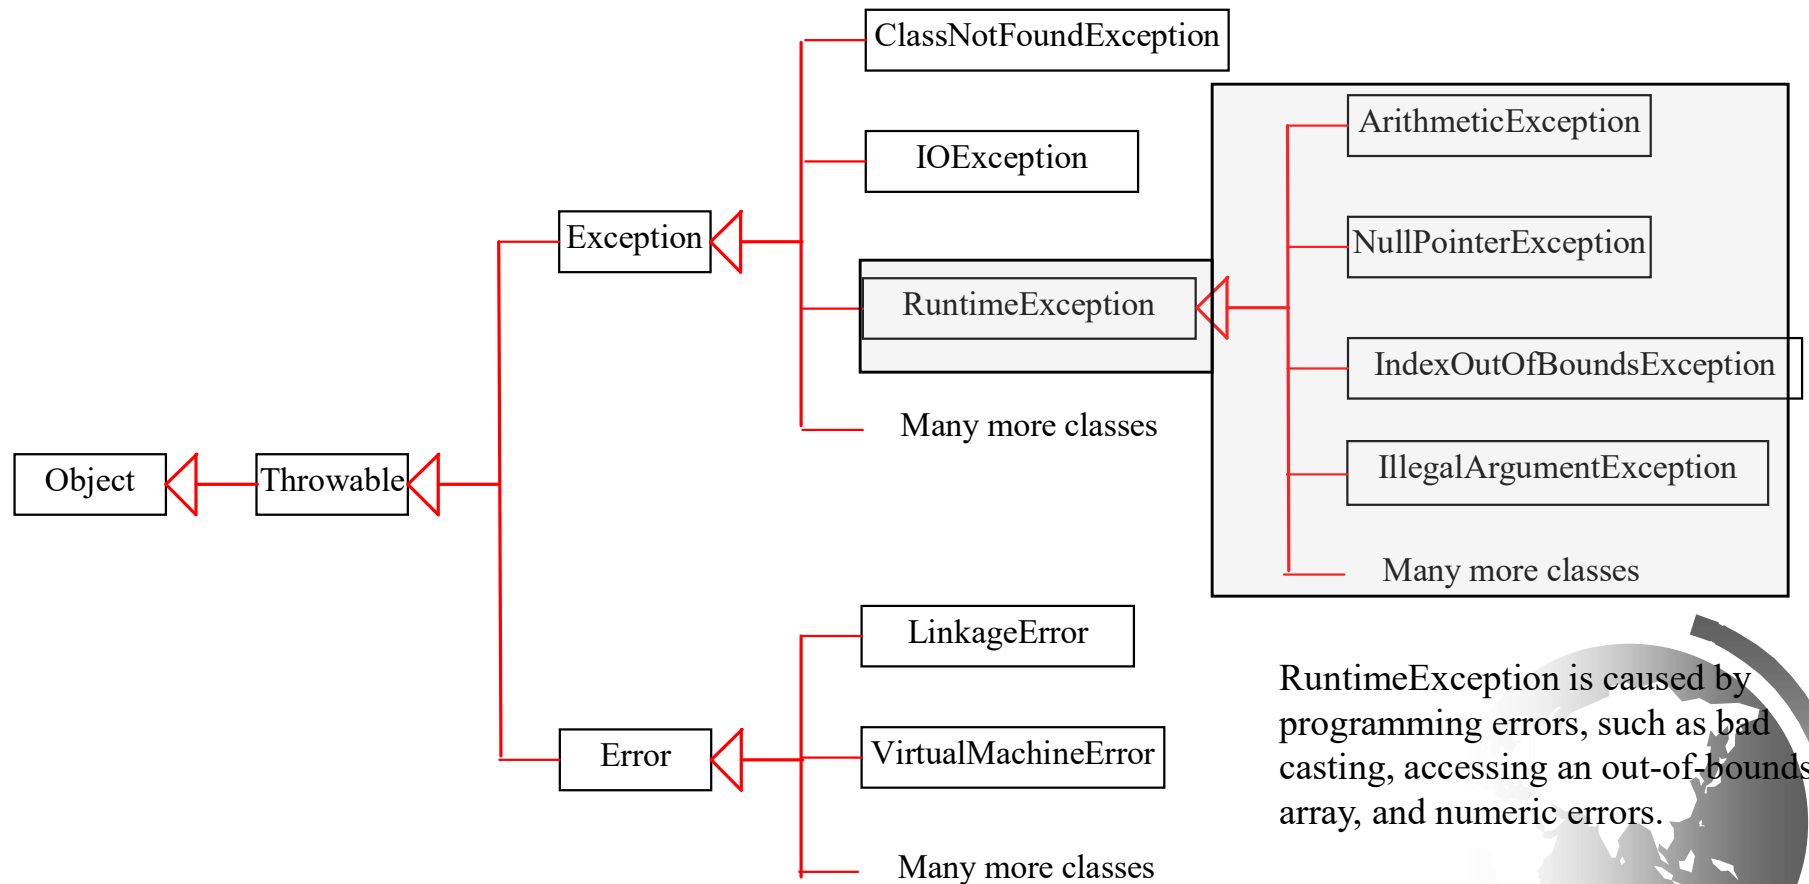 ClassNotFoundException
ArithmeticException
IOException
NullPointerException
Exception
RuntimeException
IndexOutOfBoundsException
Many more classes
IllegalArgumentException
Object
Throwable
Many more classes
LinkageError
VirtualMachineError
Error
Many more classes
RuntimeException is caused by
programming errors, such as bad
casting, accessing an out-of-bounds
array, and numeric errors.